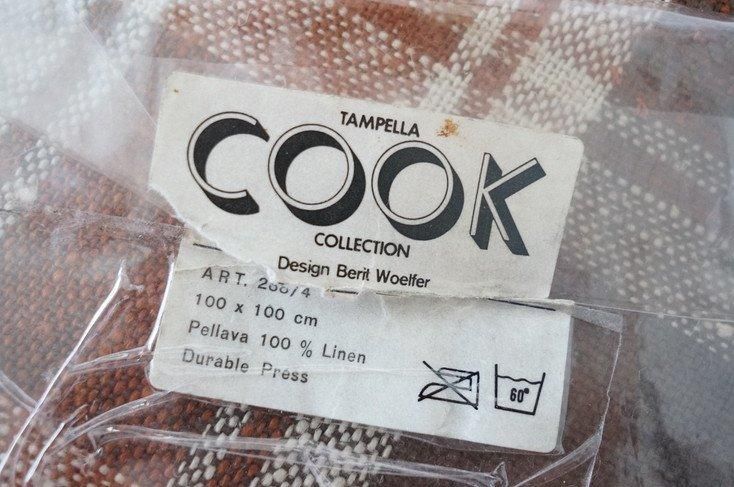 TAMPELLA
COOK
COLLECTION
Design Berit Woelfer
ART.
100 x 100 cm
Pellava 100 % Linen
Durable Press
60°